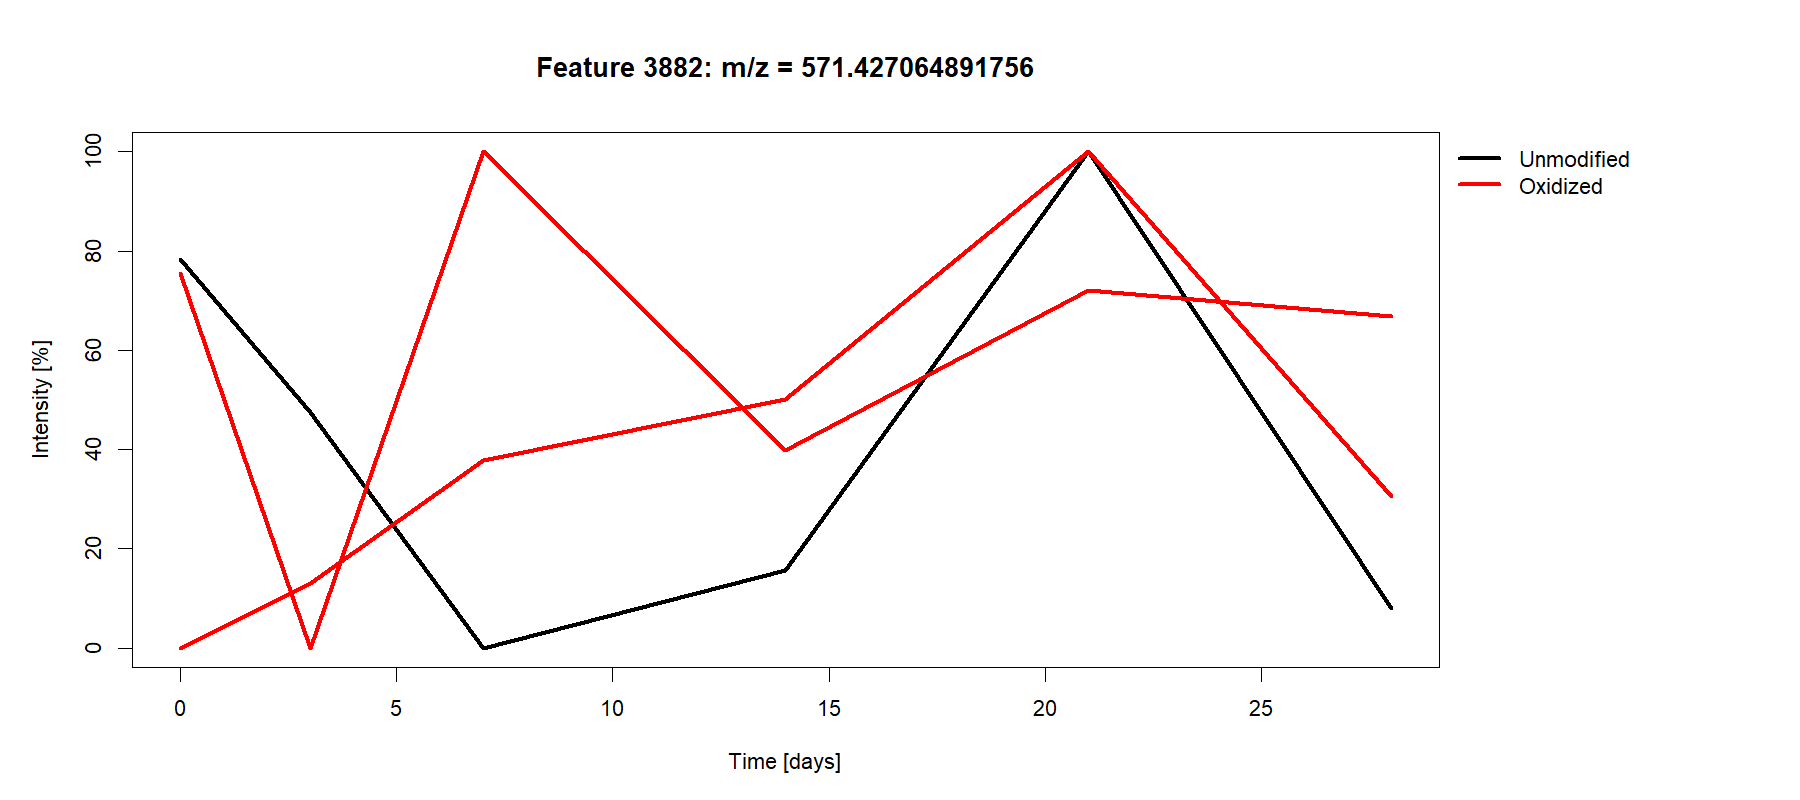 Feature 3882: m/z = 571.427064891756
Unmodified
Oxidized
Intensity [%]
100
80
60
40
20
0
0 5 10 15 20 25
Time [days]